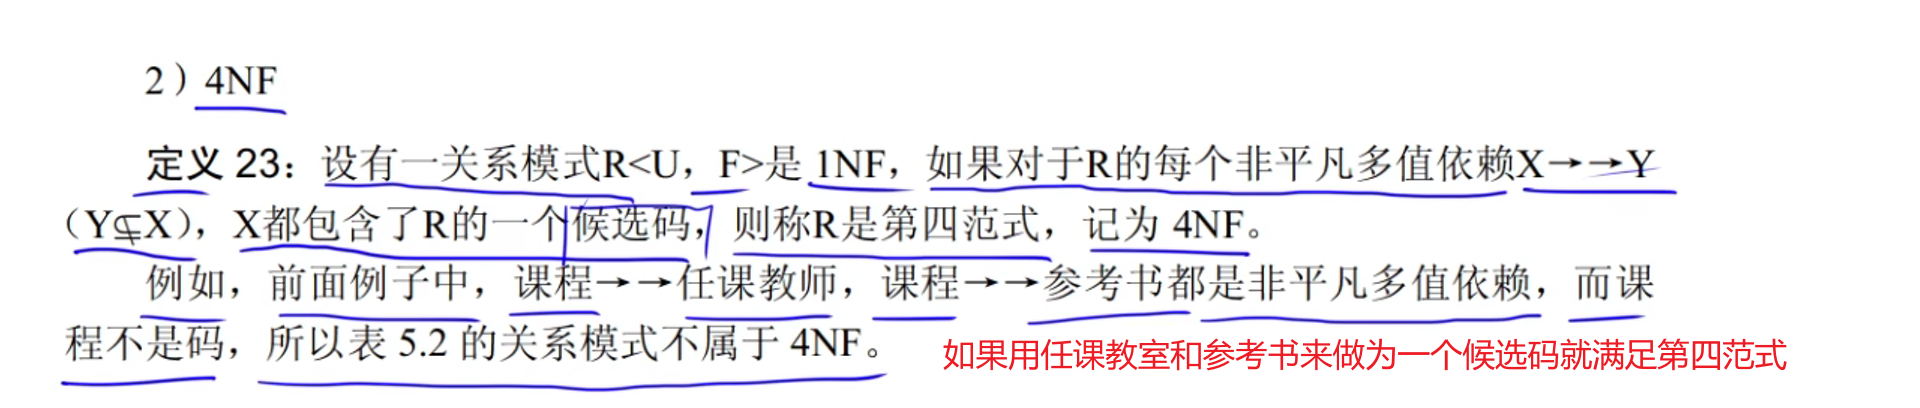 2）4NF
定义 23：设有一关系模式R<U，F>是 1NF，如果对于R的每个非平凡多值依赖X→→Y
（Y⊈X），X都包含了R的一个候选码，则称R是第四范式，记为 4NF。
例如，前面例子中，课程→→任课教师，课程→→参考书都是非平凡多值依赖，而课
程不是码，所以表 5.2 的关系模式不属于 4NF。
如果用任课教室和参考书来做为一个候选码就满足第四范式